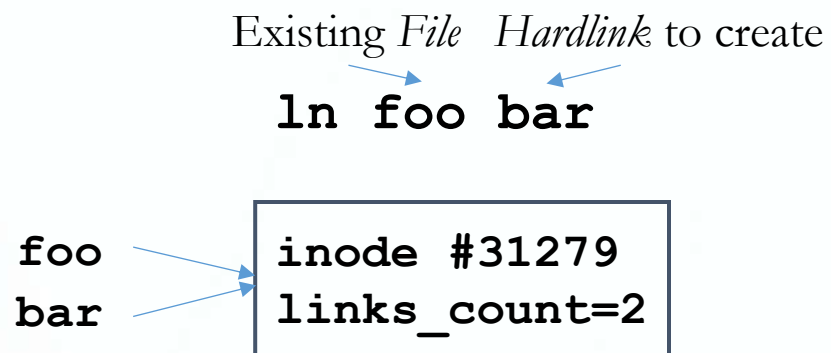 Existing File Hardlink to create
ln foo bar
foo
bar
inode #31279
links_count=2